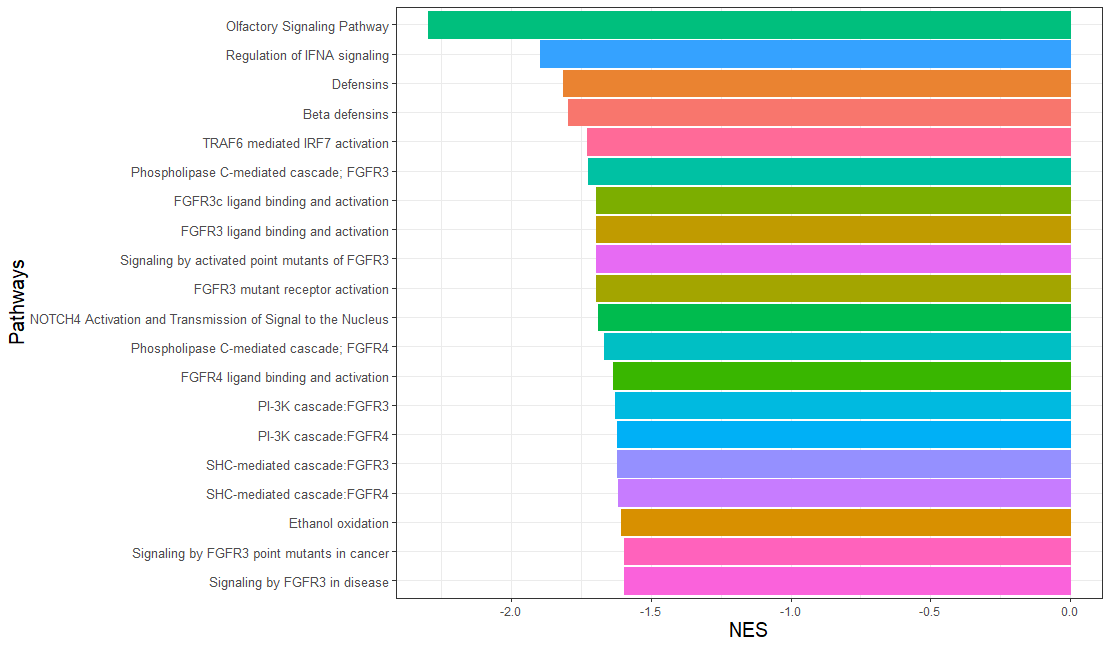 Olfactory Signaling Pathway
Regulation of IFNA signaling
Defensins
Beta defensins
TRAF6 mediated IRF7 activation
Phospholipase C-mediated cascade; FGFR3
FGFR3c ligand binding and activation
FGFR3 ligand binding and activation
Signaling by activated point mutants of FGFR3
FGFR3 mutant receptor activation
NOTCH4 Activation and Transmission of Signal to the Nucleus
Phospholipase C-mediated cascade; FGFR4
FGFR4 ligand binding and activation
PI-3K cascade:FGFR3
PI-3K cascade:FGFR4
SHC-mediated cascade:FGFR3
SHC-mediated cascade:FGFR4
Ethanol oxidation
Signaling by FGFR3 point mutants in cancer
Signaling by FGFR3 in disease
Pathways
-2.0 -1.5 -1.0 -0.5 0.0
NES